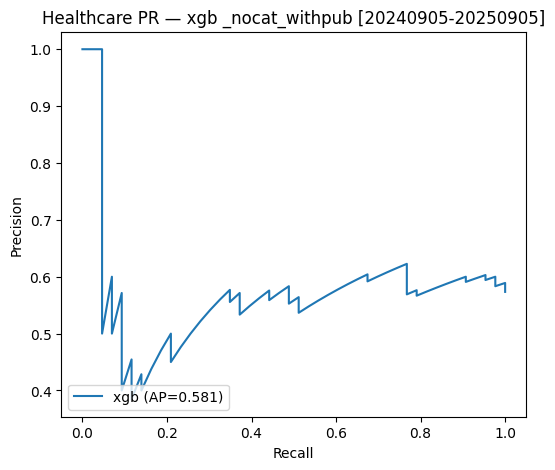 Healthcare PR — xgb _nocat_withpub [20240905-20250905]
1.0
0.9
0.8
0.7
0.6
0.5
0.4
Precision
xgb (AP=0.581)
0.0 0.2 0.4 0.6 0.8 1.0
Recall